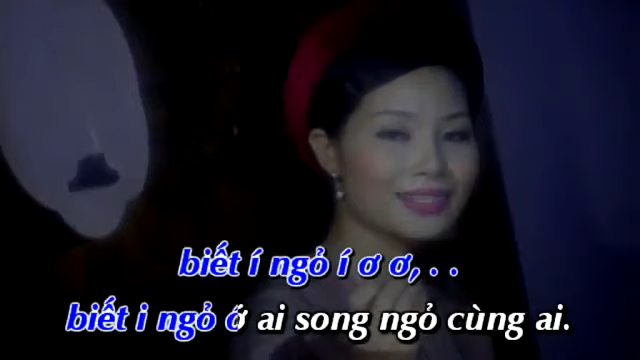 biết í ngỏ í ơ ơ, . .
biết i ngỏ ở ai song ngỏ cùng ai.